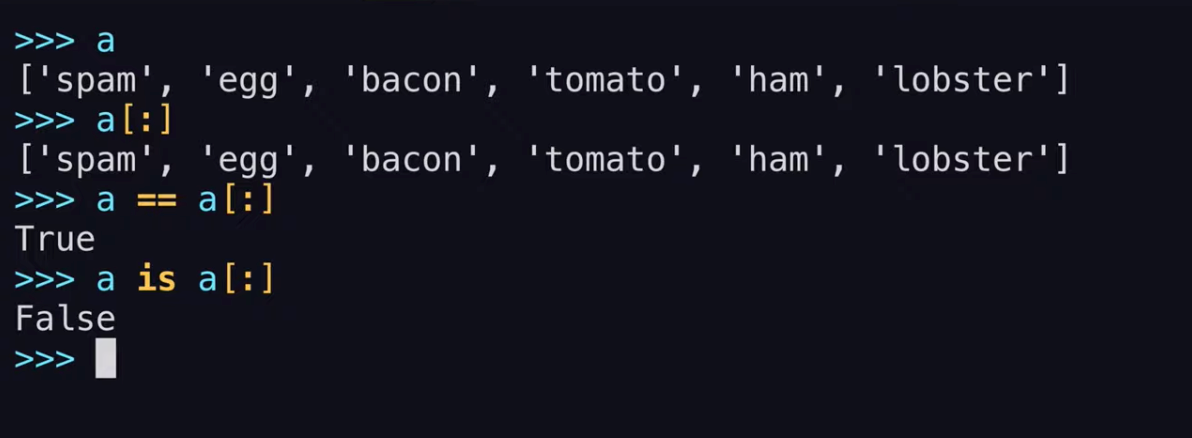 >>> a
['spam', 'egg', 'bacon', 'tomato', 'ham', 'lobster']
>>> a[:]
['spam', 'egg', 'bacon', 'tomato', 'ham', 'lobster']
>>> a == a[:]
True
>>> a is a[:]
False
>>>